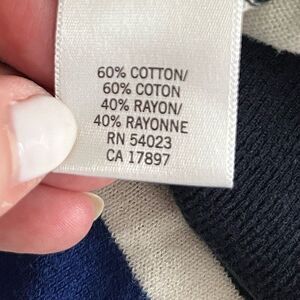 60% COTTON/
60% COTON
40% RAYON/
40% RAYONNE
RN 54023
CA 17897